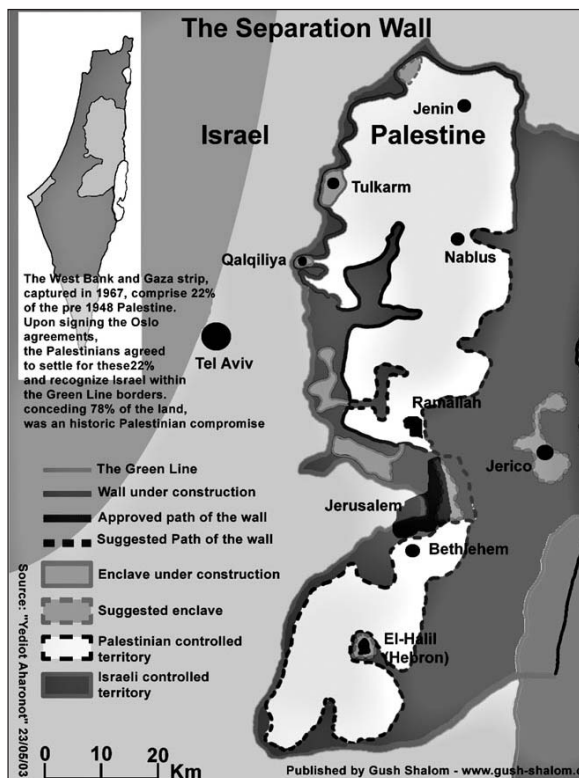 The Separation Wall
Israel
Palestine
Jenin
Tulkarm
Nablus
Qalqiliya
The West Bank and Gaza strip,
captured in 1967, comprise 22%
of the pre 1948 Palestine.
Upon signing the Oslo
agreements,
the Palestinians agreed
to settle for these22%
and recognize Israel within
the Green Line borders.
conceding 78% of the land,
was an historic Palestinian compromise
Tel Aviv
Ramallah
Jerico
Jerusalem
Bethlehem
El-Halil
(Hebron)
The Green Line
Wall under construction
Approved path of the wall
Suggested Path of the wall
Enclave under construction
Suggested enclave
Palestinian controlled
territory
Israeli controlled
territory
Source: "Yediot Aharonot" 23/05/03
0 10 20
Km
Published by Gush Shalom - www.gush-shalom.o